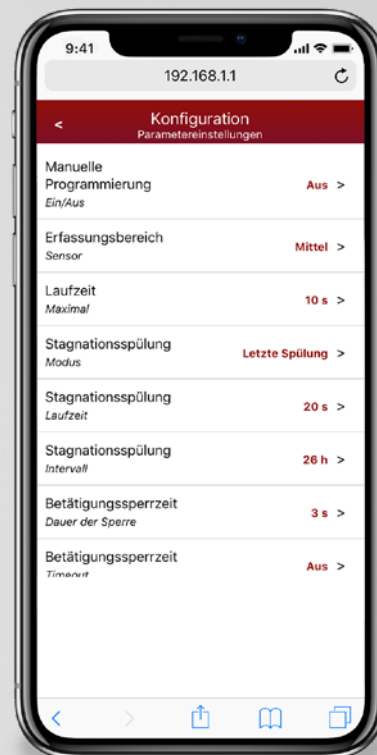 9:41
192.168.1.1
< Konfiguration
Parametereinstellungen
Manuelle
Programmierung
Ein/Aus
Aus >
Erfassungsbereich
Sensor
Mittel >
Laufzeit
Maximal
10 s >
Stagnationsspülung
Modus
Letzte Spülung >
Stagnationsspülung
Laufzeit
20 s >
Stagnationsspülung
Intervall
26 h >
Betätigungssperrzeit
Dauer der Sperre
3 s >
Betätigungssperrzeit
Timeout
Aus >